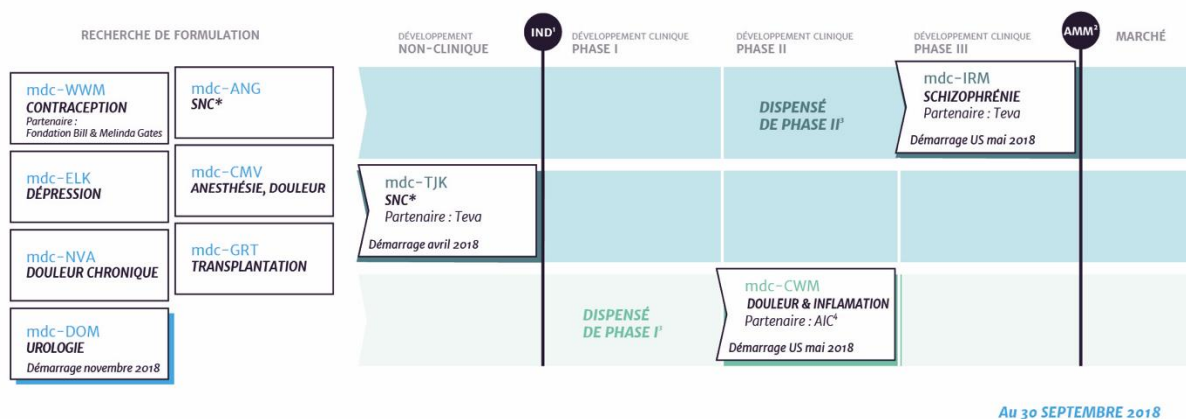 RECHERCHE DE FORMULATION
DÉVELOPPEMENT
NON-CLINIQUE
IND¹
DÉVELOPPEMENT CLINIQUE
PHASE I
DÉVELOPPEMENT CLINIQUE
PHASE II
DÉVELOPPEMENT CLINIQUE
PHASE III
AMM²
MARCHÉ
mdc-WWM
CONTRACEPTION
Partenaire :
Fondation Bill & Melinda Gates
mdc-ANG
SNC*
mdc-ELK
DÉPRESSION
mdc-CMV
ANESTHÉSIE, DOULEUR
mdc-NVA
DOULEUR CHRONIQUE
mdc-GRT
TRANSPLANTATION
mdc-DOM
UROLOGIE
Démarrage novembre 2018
DISPENSÉ
DE PHASE II³
mdc-IRM
SCHIZOPHRÉNIE
Partenaire : Teva
Démarrage US mai 2018
mdc-TJK
SNC*
Partenaire : Teva
Démarrage avril 2018
DISPENSÉ
DE PHASE I³
mdc-CWM
DOULEUR & INFLAMATION
Partenaire : AIC⁴
Démarrage US mai 2018
Au 30 SEPTEMBRE 2018